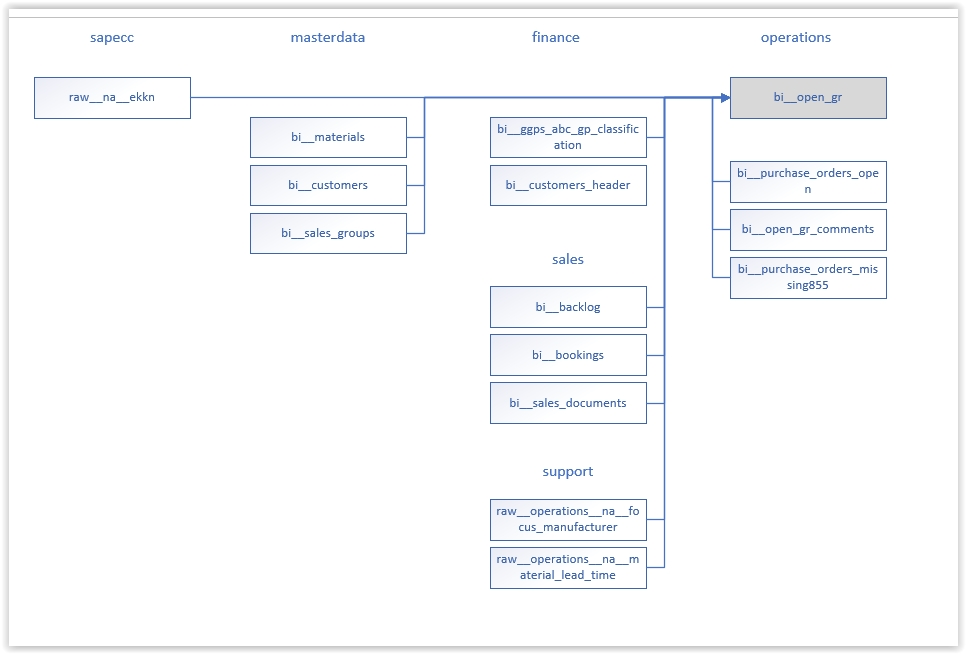 sapecc
masterdata
finance
operations
raw__na__ekkn
bi__open_gr
bi__materials
bi__customers
bi__sales_groups
bi__ggps_abc_gp_classific
ation
bi__customers_header
bi__purchase_orders_ope
n
bi__open_gr_comments
bi__purchase_orders_mis
sing855
sales
bi__backlog
bi__bookings
bi__sales_documents
support
raw__operations__na__fo
cus_manufacturer
raw__operations__na__m
aterial_lead_time